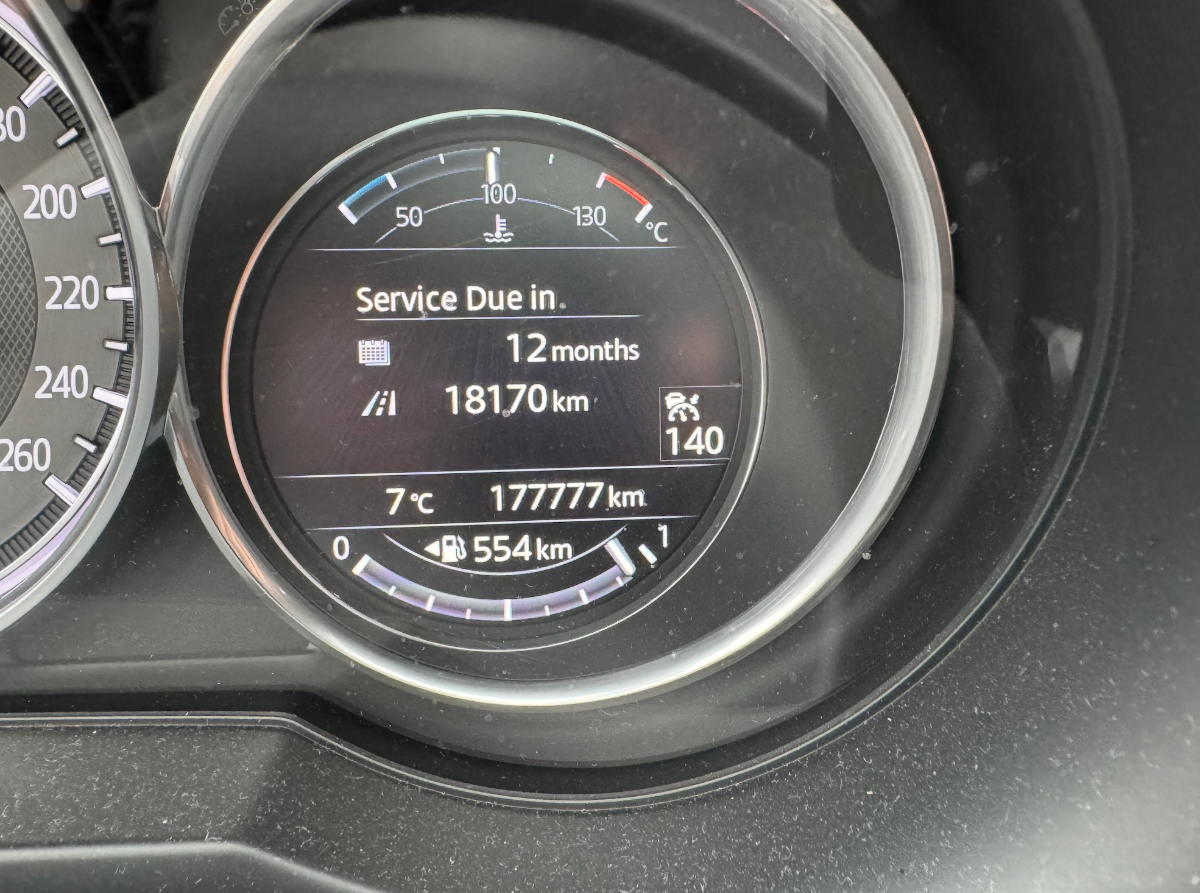 80
200
220
240
260
50 100 130 °C
Service Due in
12 months
18170 km
140
7 °C 177777 km
0 554 km 1